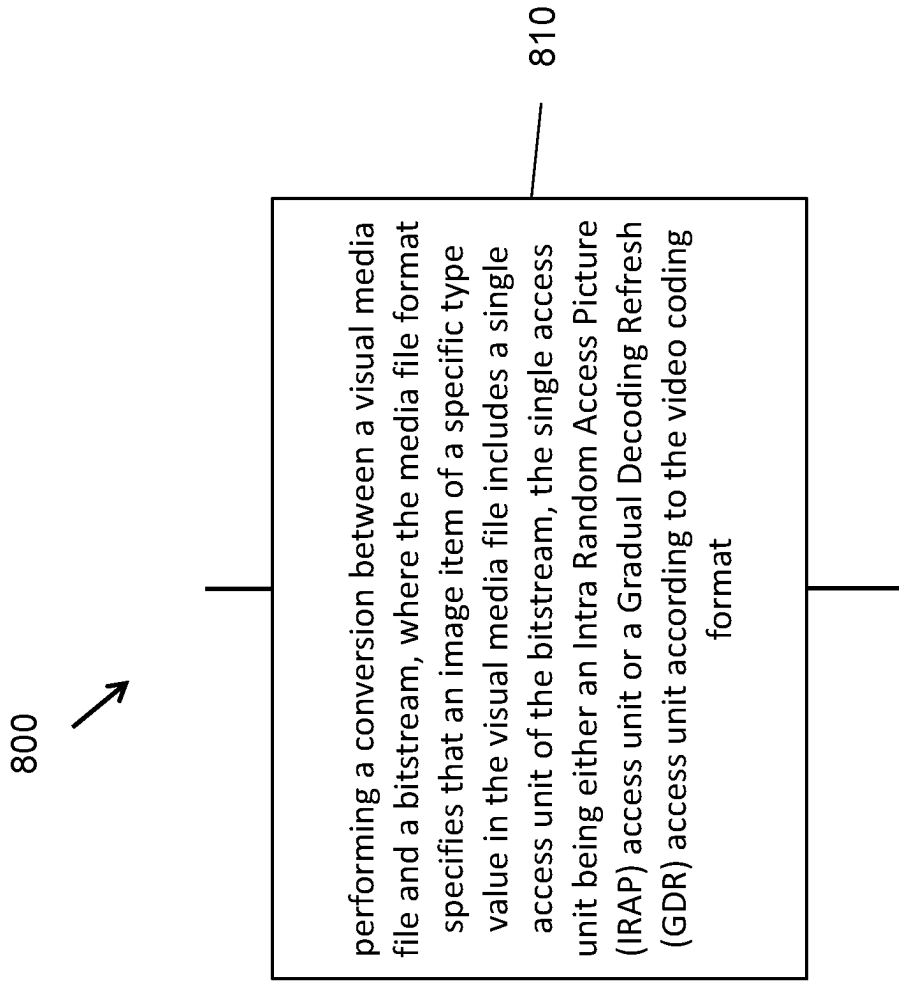 800
performing a conversion between a visual media
file and a bitstream, where the media file format
specifies that an image item of a specific type
value in the visual media file includes a single
access unit of the bitstream, the single access
unit being either an Intra Random Access Picture
(IRAP) access unit or a Gradual Decoding Refresh
(GDR) access unit according to the video coding
format
810